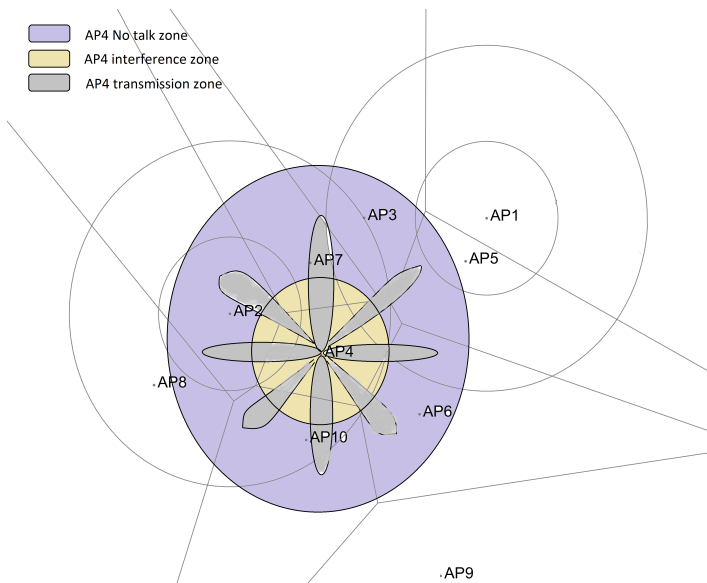 AP4 No talk zone
AP4 interference zone
AP4 transmission zone
AP3
AP1
AP7
AP5
AP2
AP4
AP8
AP6
AP10
AP9